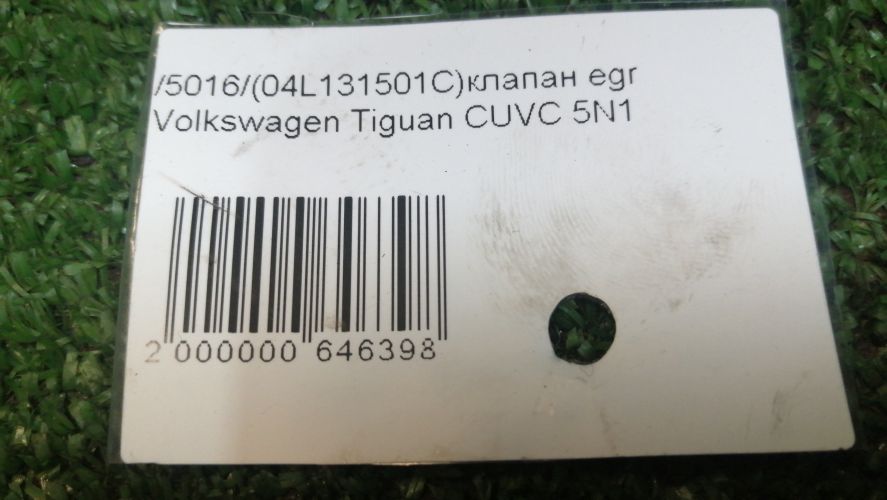 /5016/(04L131501C)клапан egr
Volkswagen Tiguan CUVC 5N1
2 000000 646398